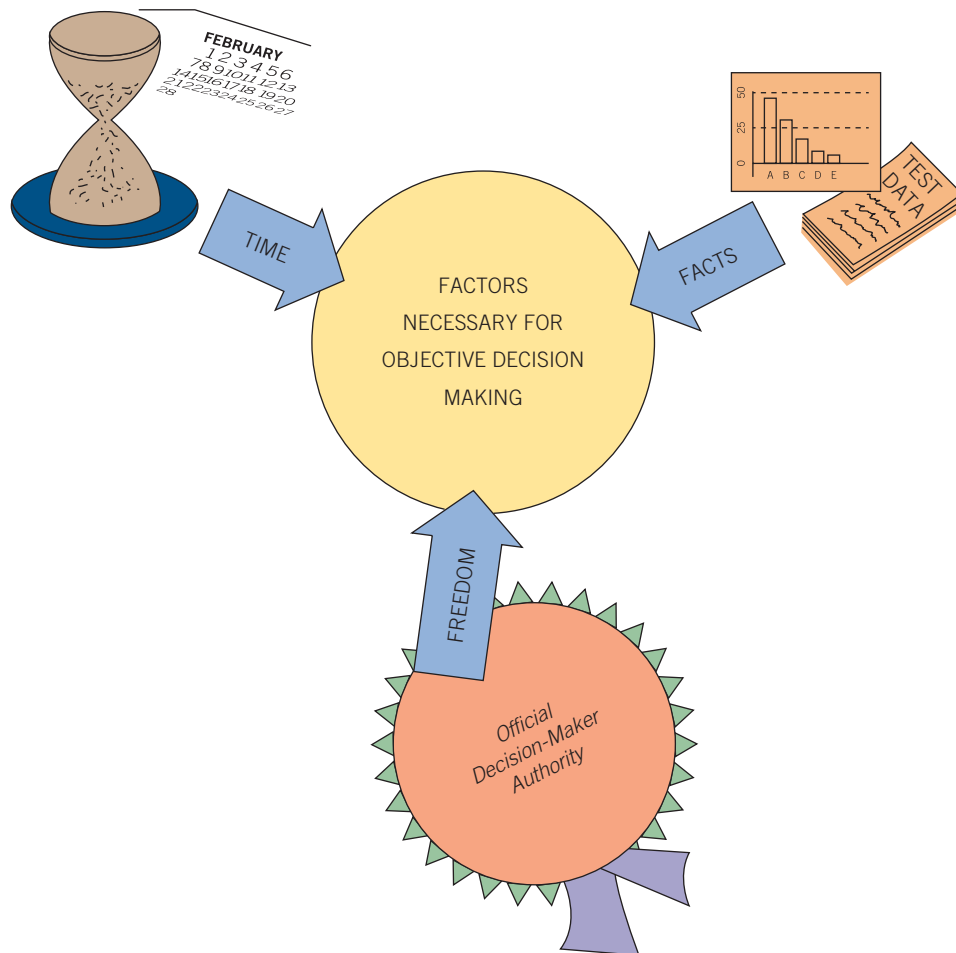 FEBRUARY
1 2 3 4 5 6
7 8 9 10 11 12 13
14 15 16 17 18 19 20
21 22 23 24 25 26 27
28
50
25
0
A B C D E
TEST
DATA
TIME
FACTS
FACTORS
NECESSARY FOR
OBJECTIVE DECISION
MAKING
FREEDOM
Official
Decision-Maker
Authority